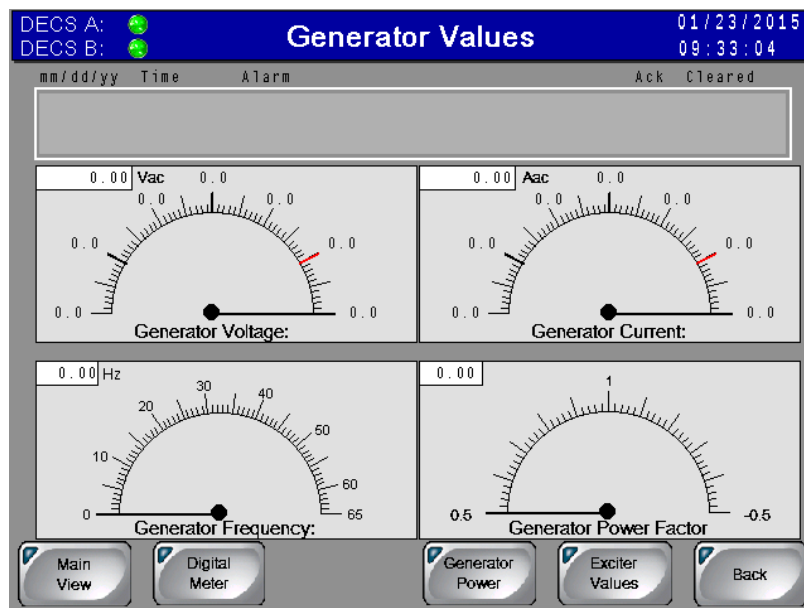 DECS A:
DECS B:
Generator Values
01/23/2015
09:33:04
mm/dd/yy Time Alarm Ack Cleared
0.00 Vac
0.0
0.0 0.0
0.0 0.0
0.0 0.0
Generator Voltage:
0.00 Aac
0.0
0.0 0.0
0.0 0.0
0.0 0.0
Generator Current:
0.00 Hz
30 40
20 50
10 60
0 65
Generator Frequency:
0.00
1
0.5 -0.5
Generator Power Factor
Main View
Digital Meter
Generator Power
Exciter Values
Back